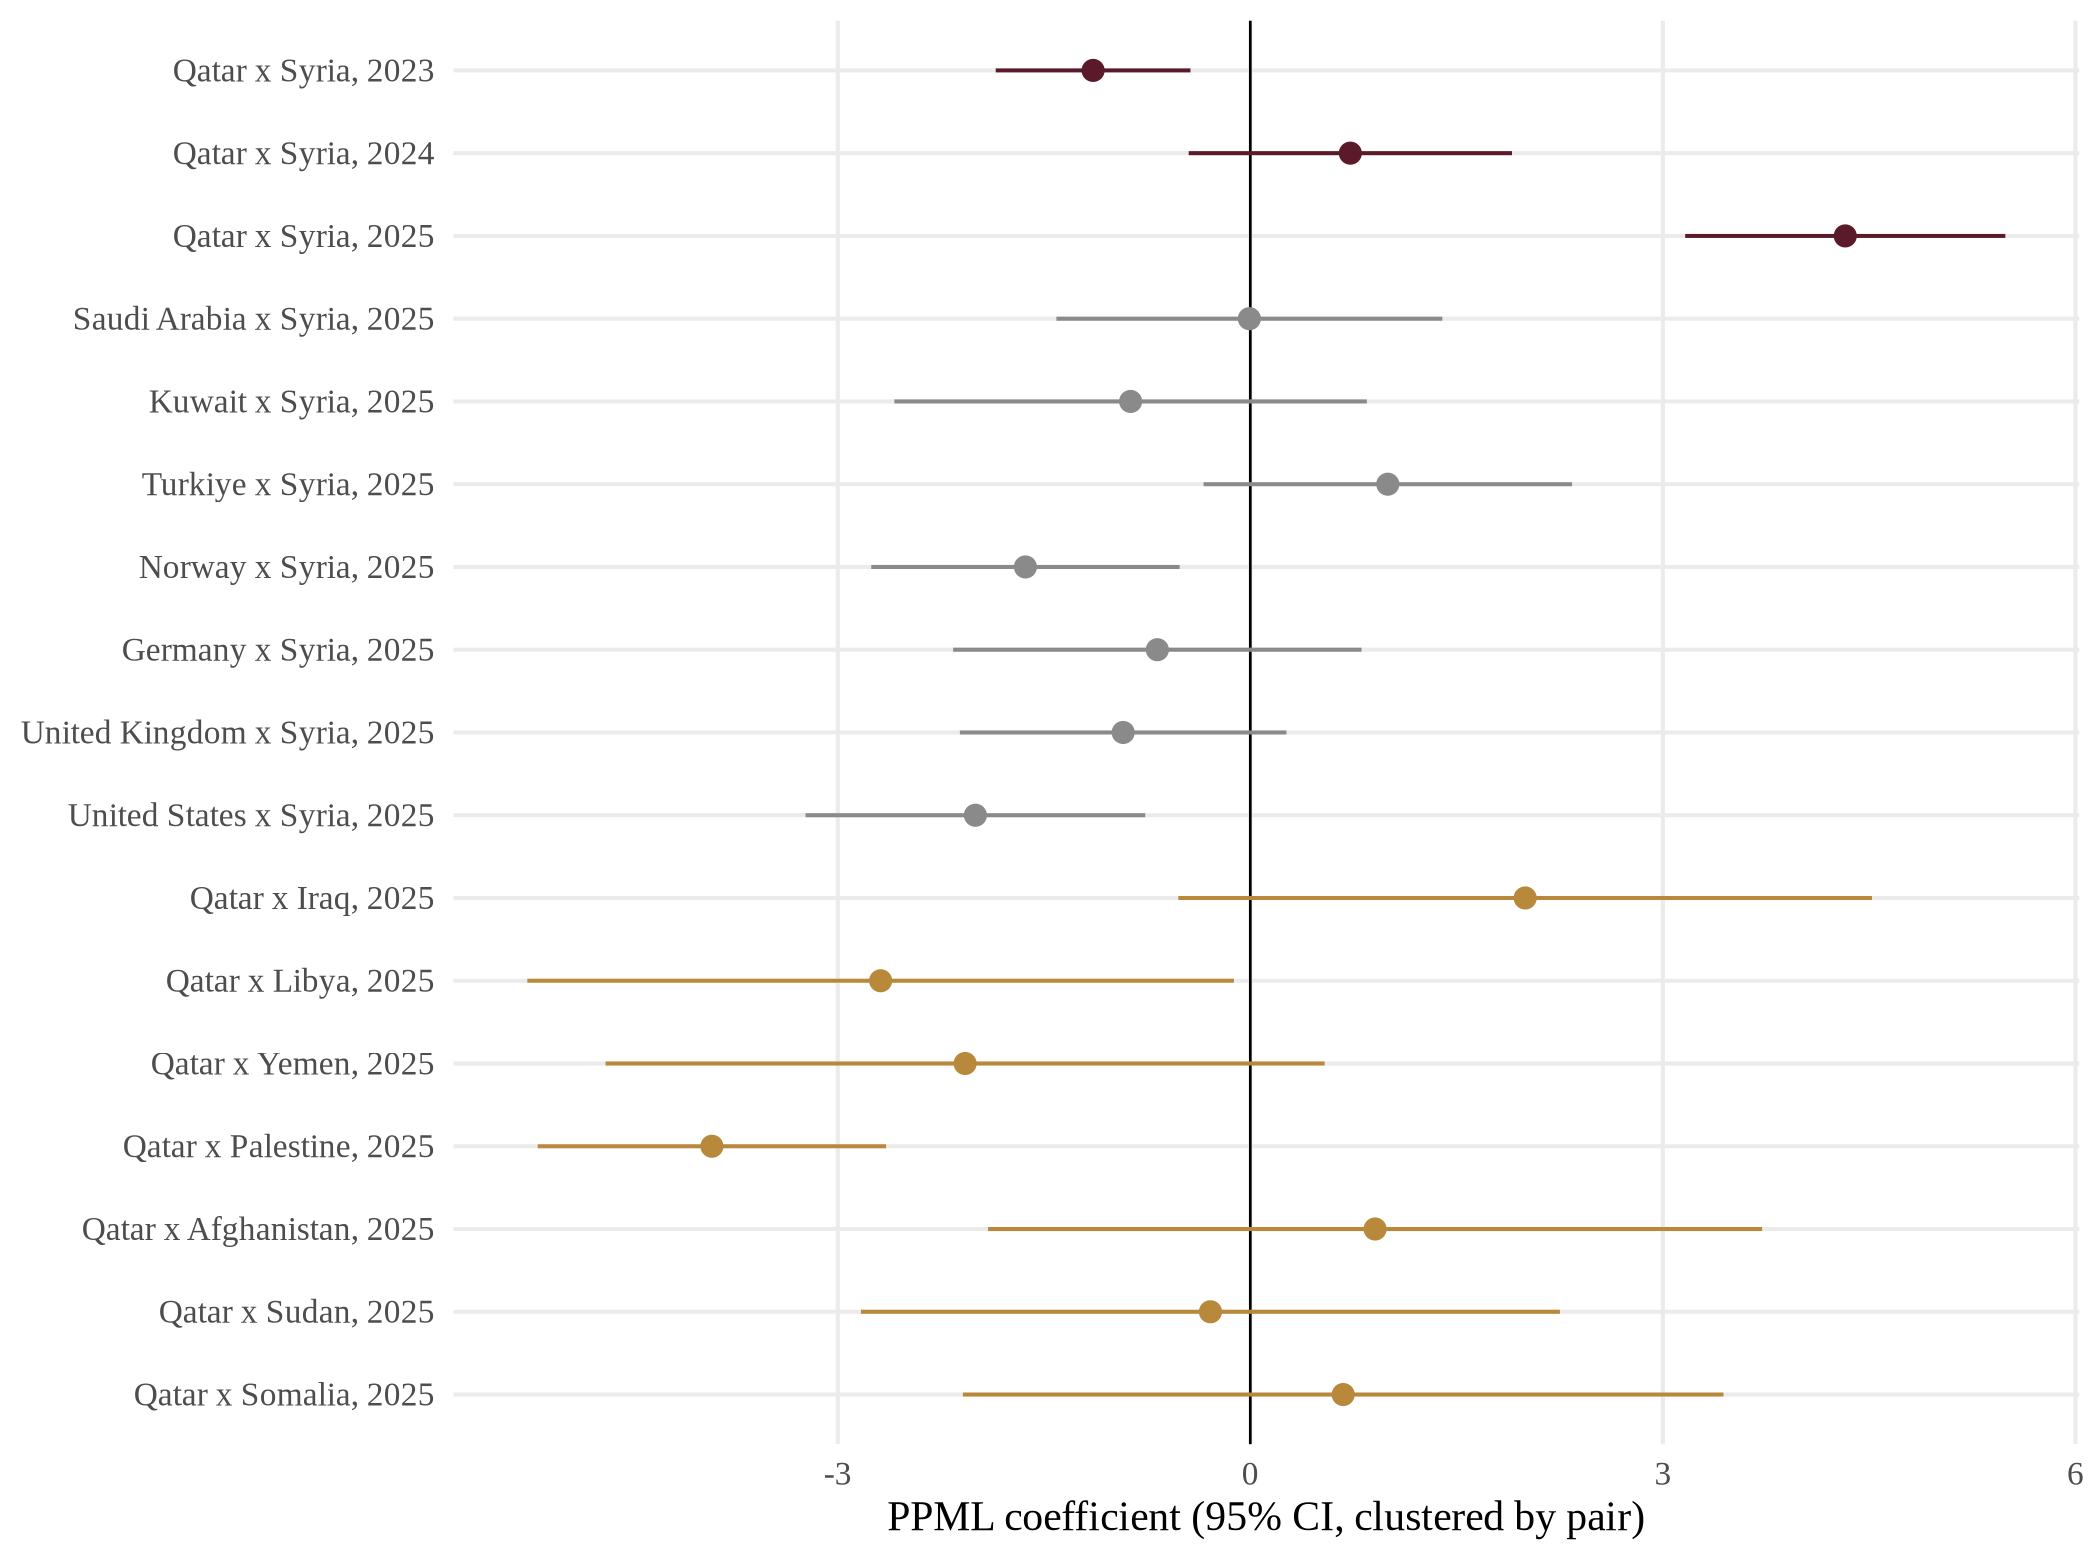 Qatar x Syria, 2023
Qatar x Syria, 2024
Qatar x Syria, 2025
Saudi Arabia x Syria, 2025
Kuwait x Syria, 2025
Turkiye x Syria, 2025
Norway x Syria, 2025
Germany x Syria, 2025
United Kingdom x Syria, 2025
United States x Syria, 2025
Qatar x Iraq, 2025
Qatar x Libya, 2025
Qatar x Yemen, 2025
Qatar x Palestine, 2025
Qatar x Afghanistan, 2025
Qatar x Sudan, 2025
Qatar x Somalia, 2025
-3 0 3 6
PPML coefficient (95% CI, clustered by pair)